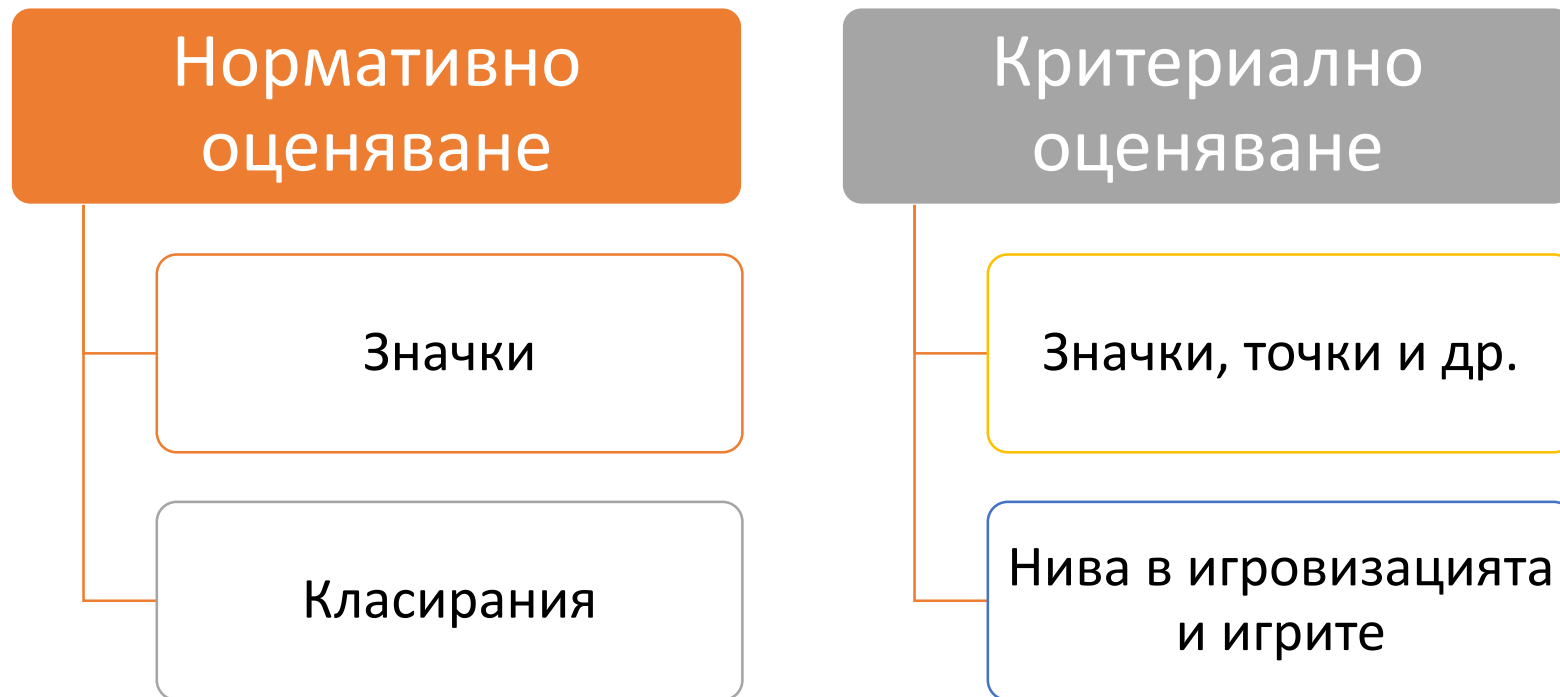 Нормативно
оценяване
Значки
Класирания
Критериално
оценяване
Значки, точки и др.
Нива в игровизацията
и игрите